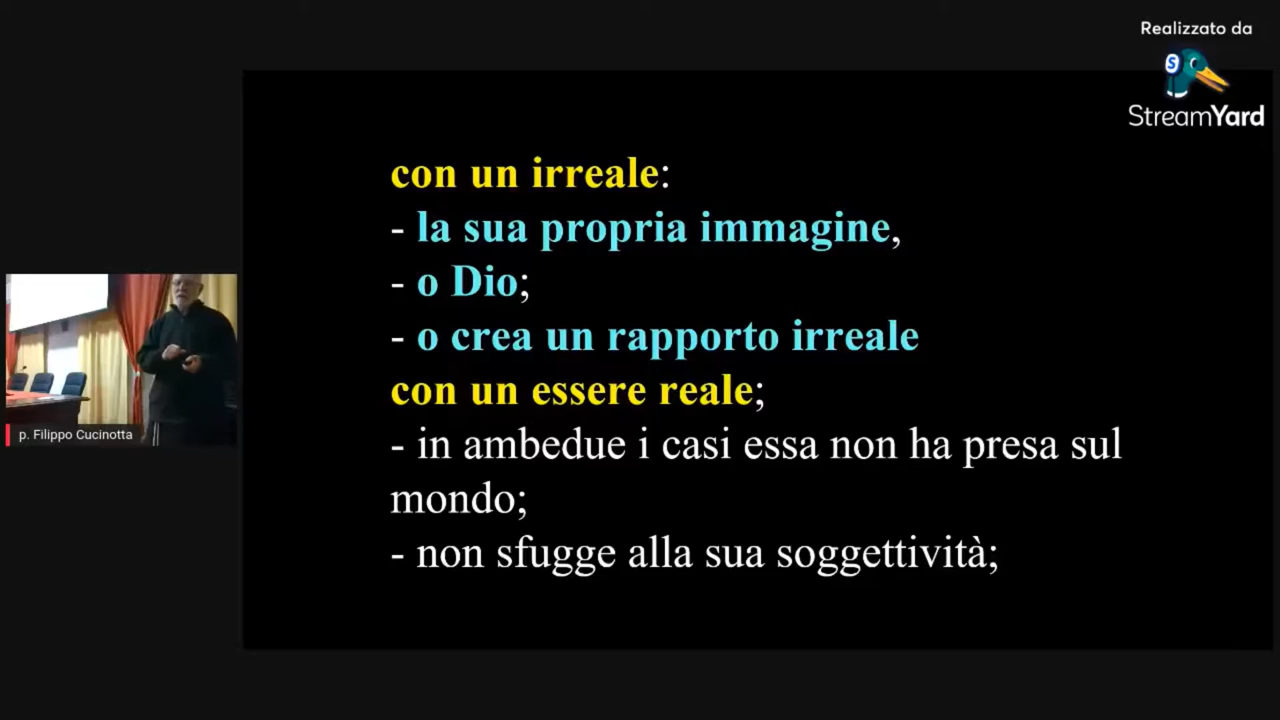 Realizzato da
StreamYard
con un irreale:
- la sua propria immagine,
- o Dio;
- o crea un rapporto irreale
con un essere reale;
- in ambedue i casi essa non ha presa sul
mondo;
- non sfugge alla sua soggettività;
p. Filippo Cucinotta